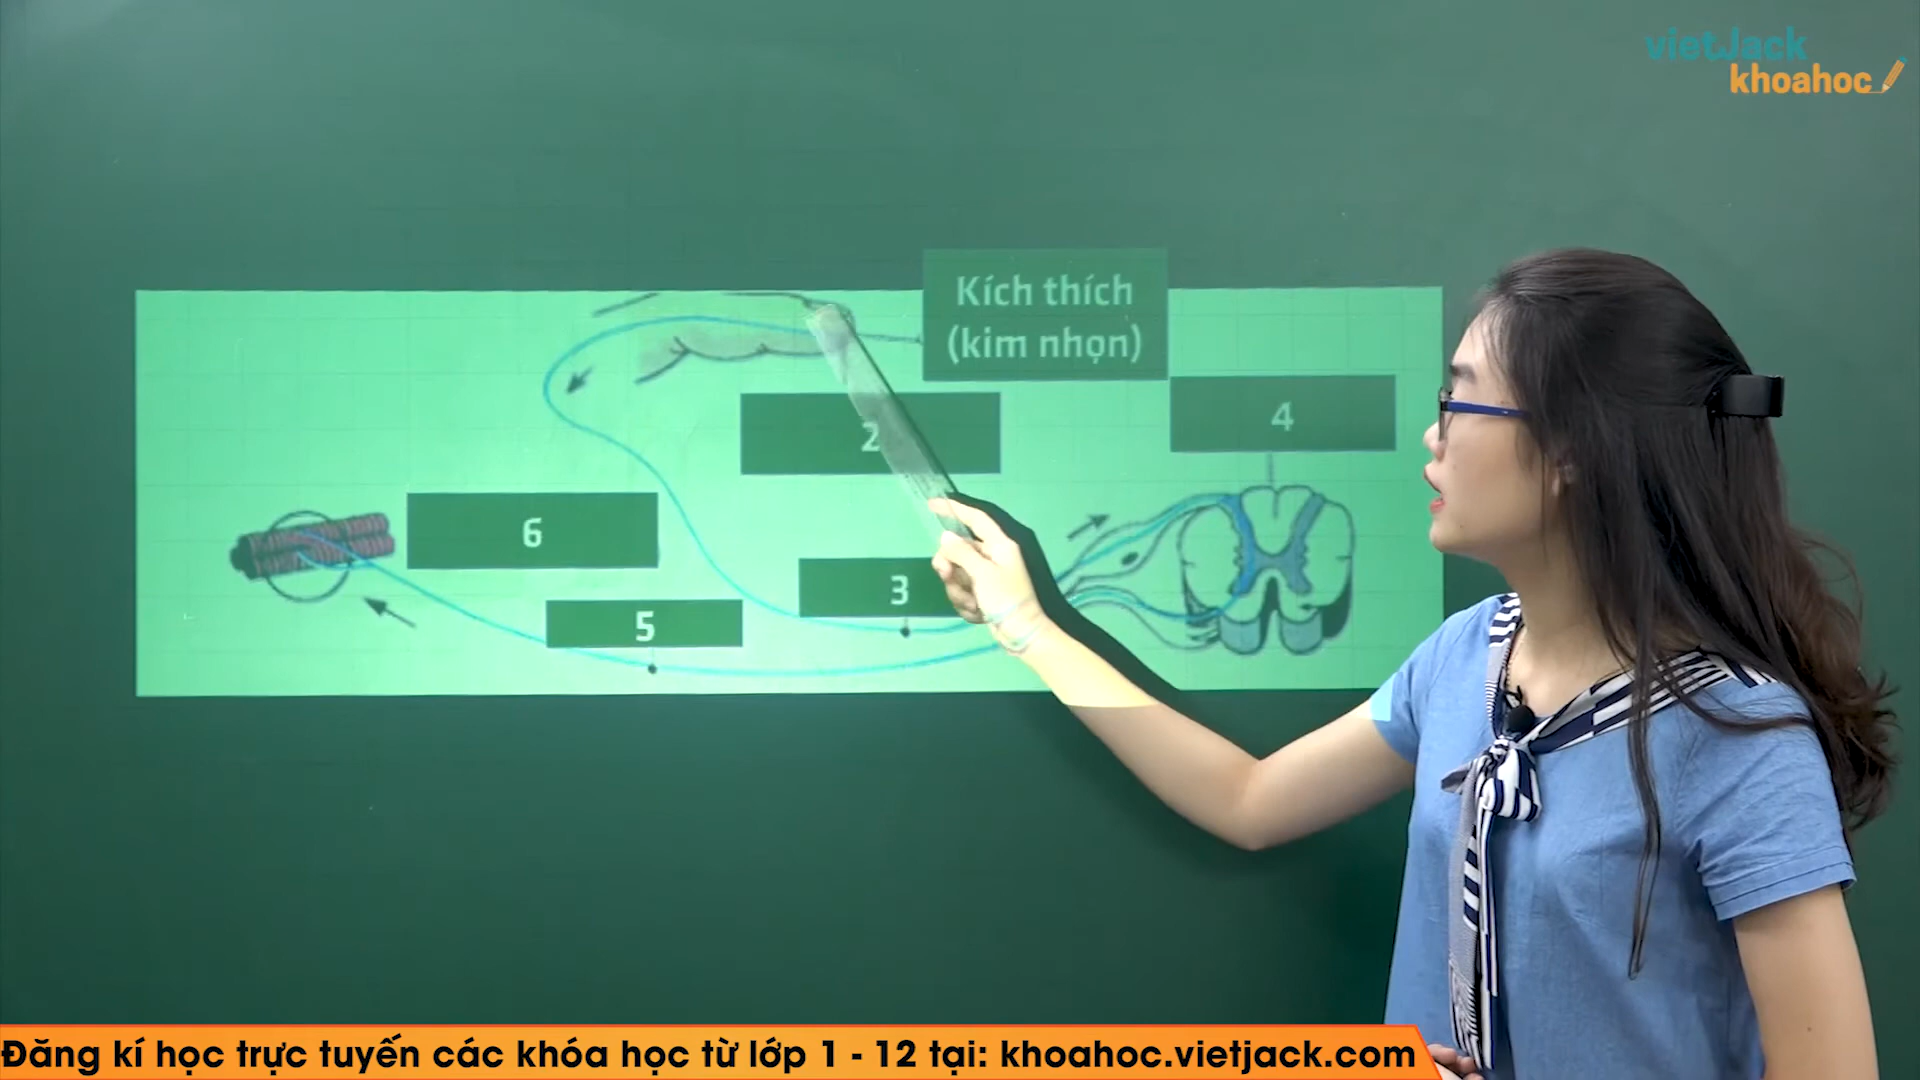 vietJack
khoahoc
Kích thích
(kim nhọn)
4
2
6
3
5
Đăng kí học trực tuyến các khóa học từ lớp 1 - 12 tại: khoahoc.vietjack.com